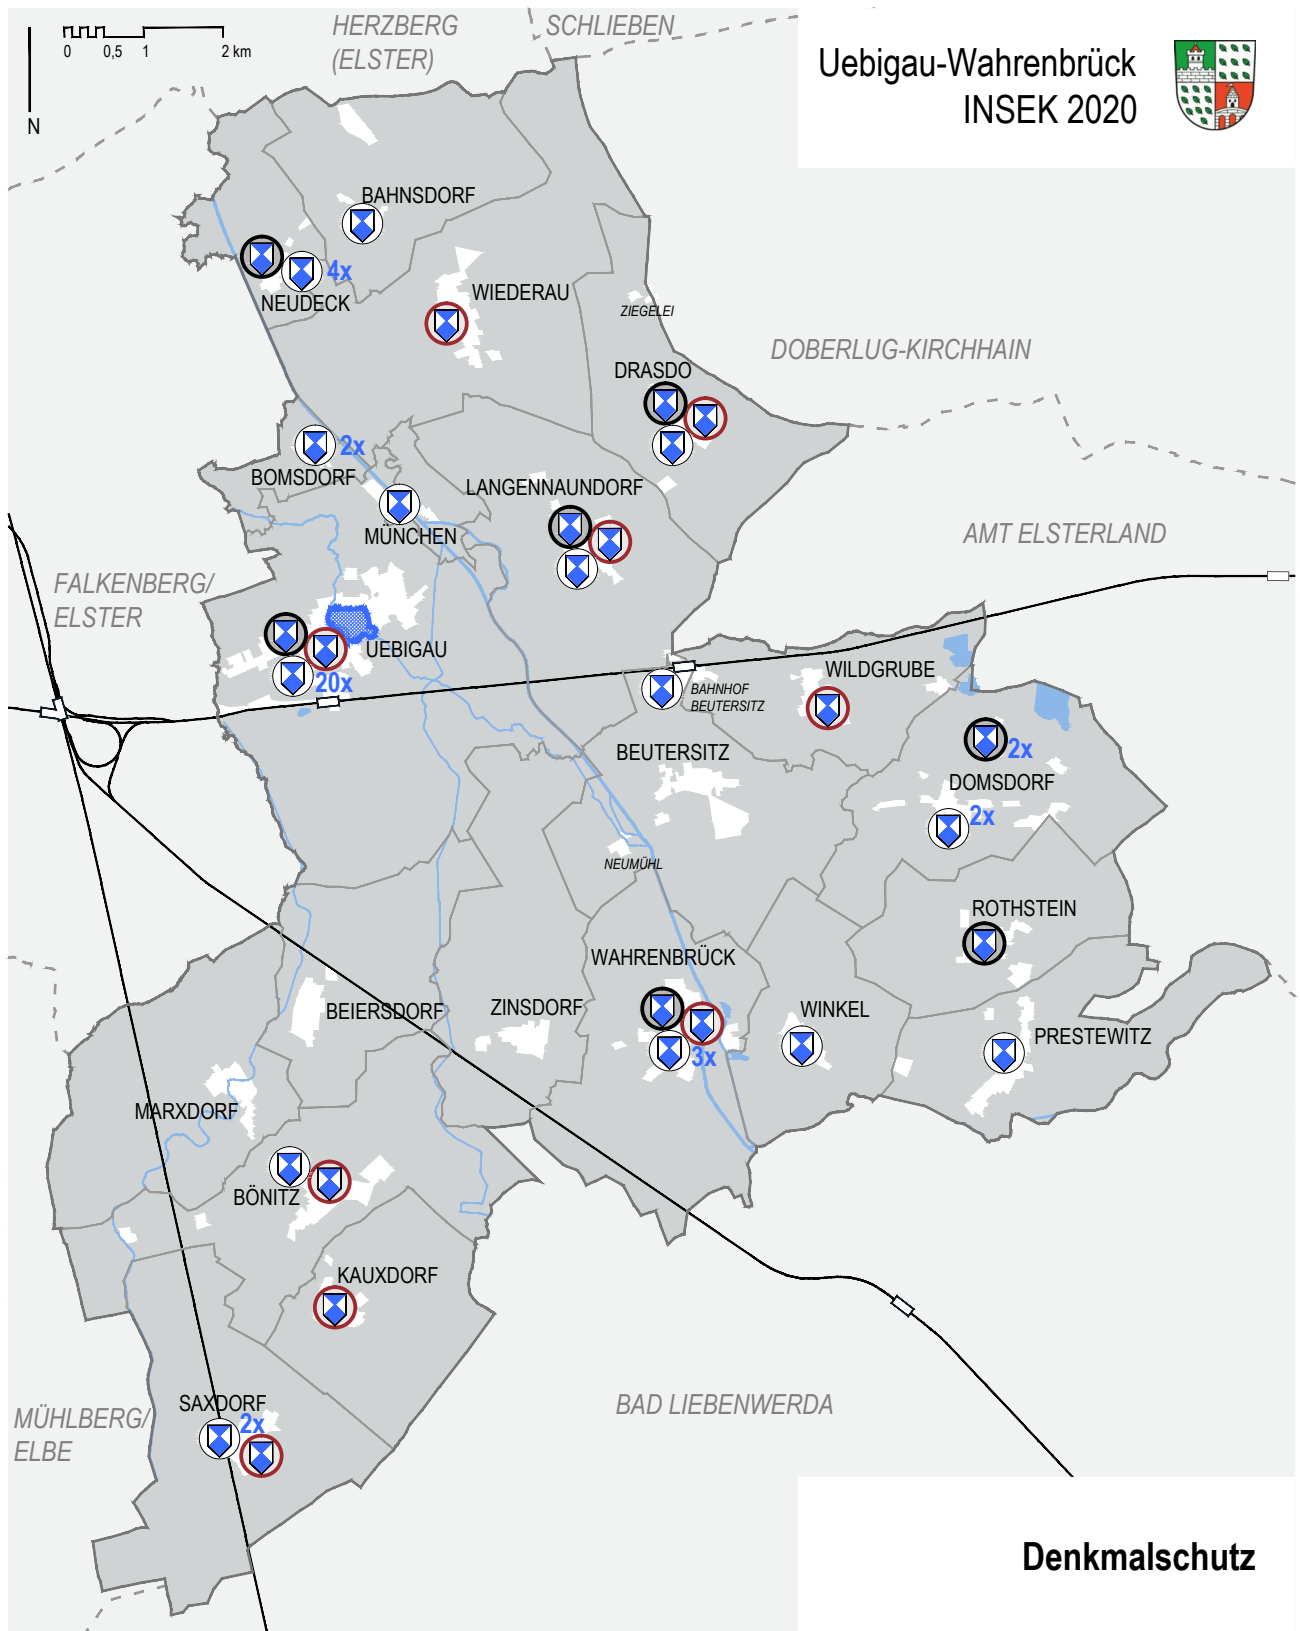 HERZBERG
(ELSTER)
SCHLIEBEN
0 0,5 1 2 km
N
Uebigau-Wahrenbrück
INSEK 2020
BAHNSDORF
4x
NEUDECK
WIEDERAU
ZIEGELEI
DOBERLUG-KIRCHHAIN
DRASDO
2x
BOMSDORF
LANGENNAUNDORF
MÜNCHEN
AMT ELSTERLAND
FALKENBERG/
ELSTER
UEBIGAU
20x
BAHNHOF
BEUTERSITZ
WILDGRUBE
BEUTERSITZ
2x
DOMSDORF
2x
NEUMÜHL
ROTHSTEIN
WAHRENBRÜCK
BEIERSDORF
ZINSDORF
WINKEL
PRESTEWITZ
3x
MARXDORF
BÖNITZ
KAUXDORF
SAXDORF
2x
MÜHLBERG/
ELBE
BAD LIEBENWERDA
Denkmalschutz